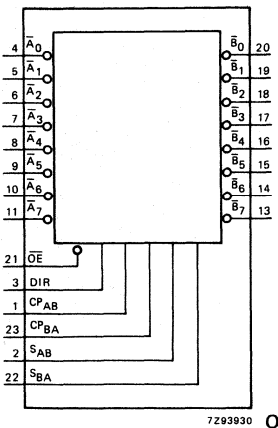 4 A̅0 B̅0 20
5 A̅1 B̅1 19
6 A̅2 B̅2 18
7 A̅3 B̅3 17
8 A̅4 B̅4 16
9 A̅5 B̅5 15
10 A̅6 B̅6 14
11 A̅7 B̅7 13
21 O̅E̅
3 DIR
1 CPAB
23 CPBA
2 SAB
22 SBA
7Z93930 O